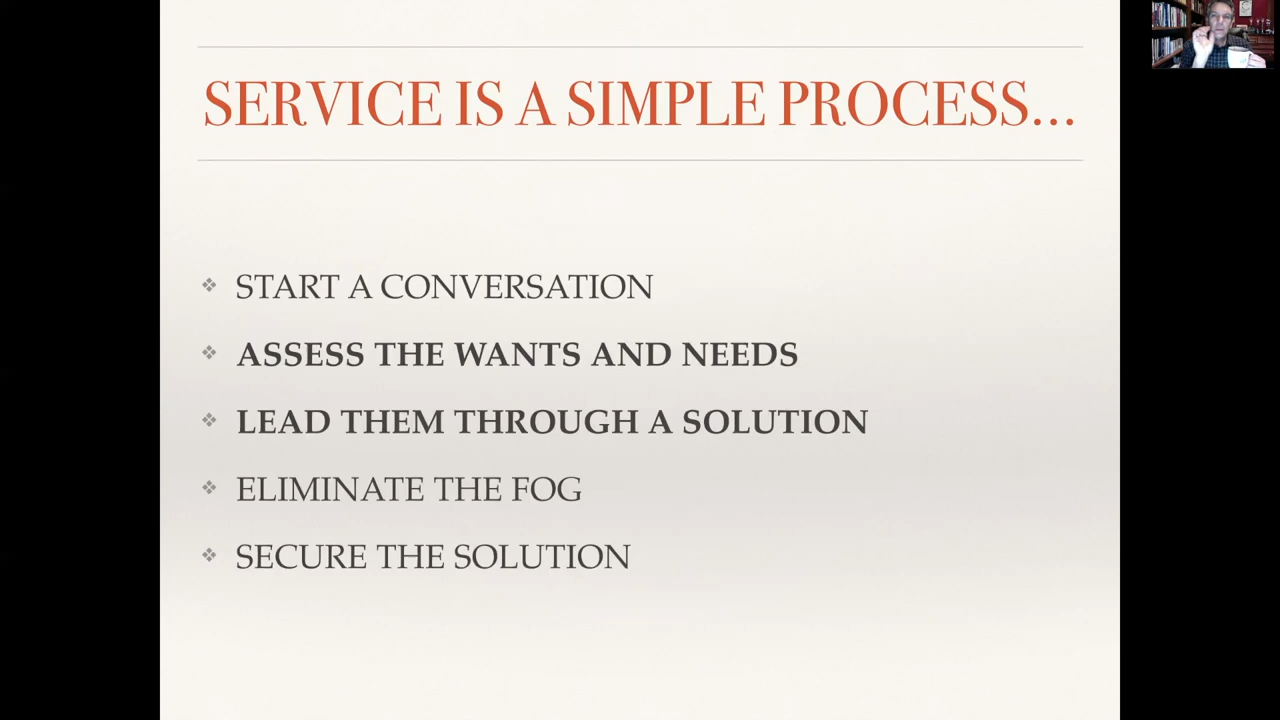 SERVICE IS A SIMPLE PROCESS...
START A CONVERSATION
ASSESS THE WANTS AND NEEDS
LEAD THEM THROUGH A SOLUTION
ELIMINATE THE FOG
SECURE THE SOLUTION